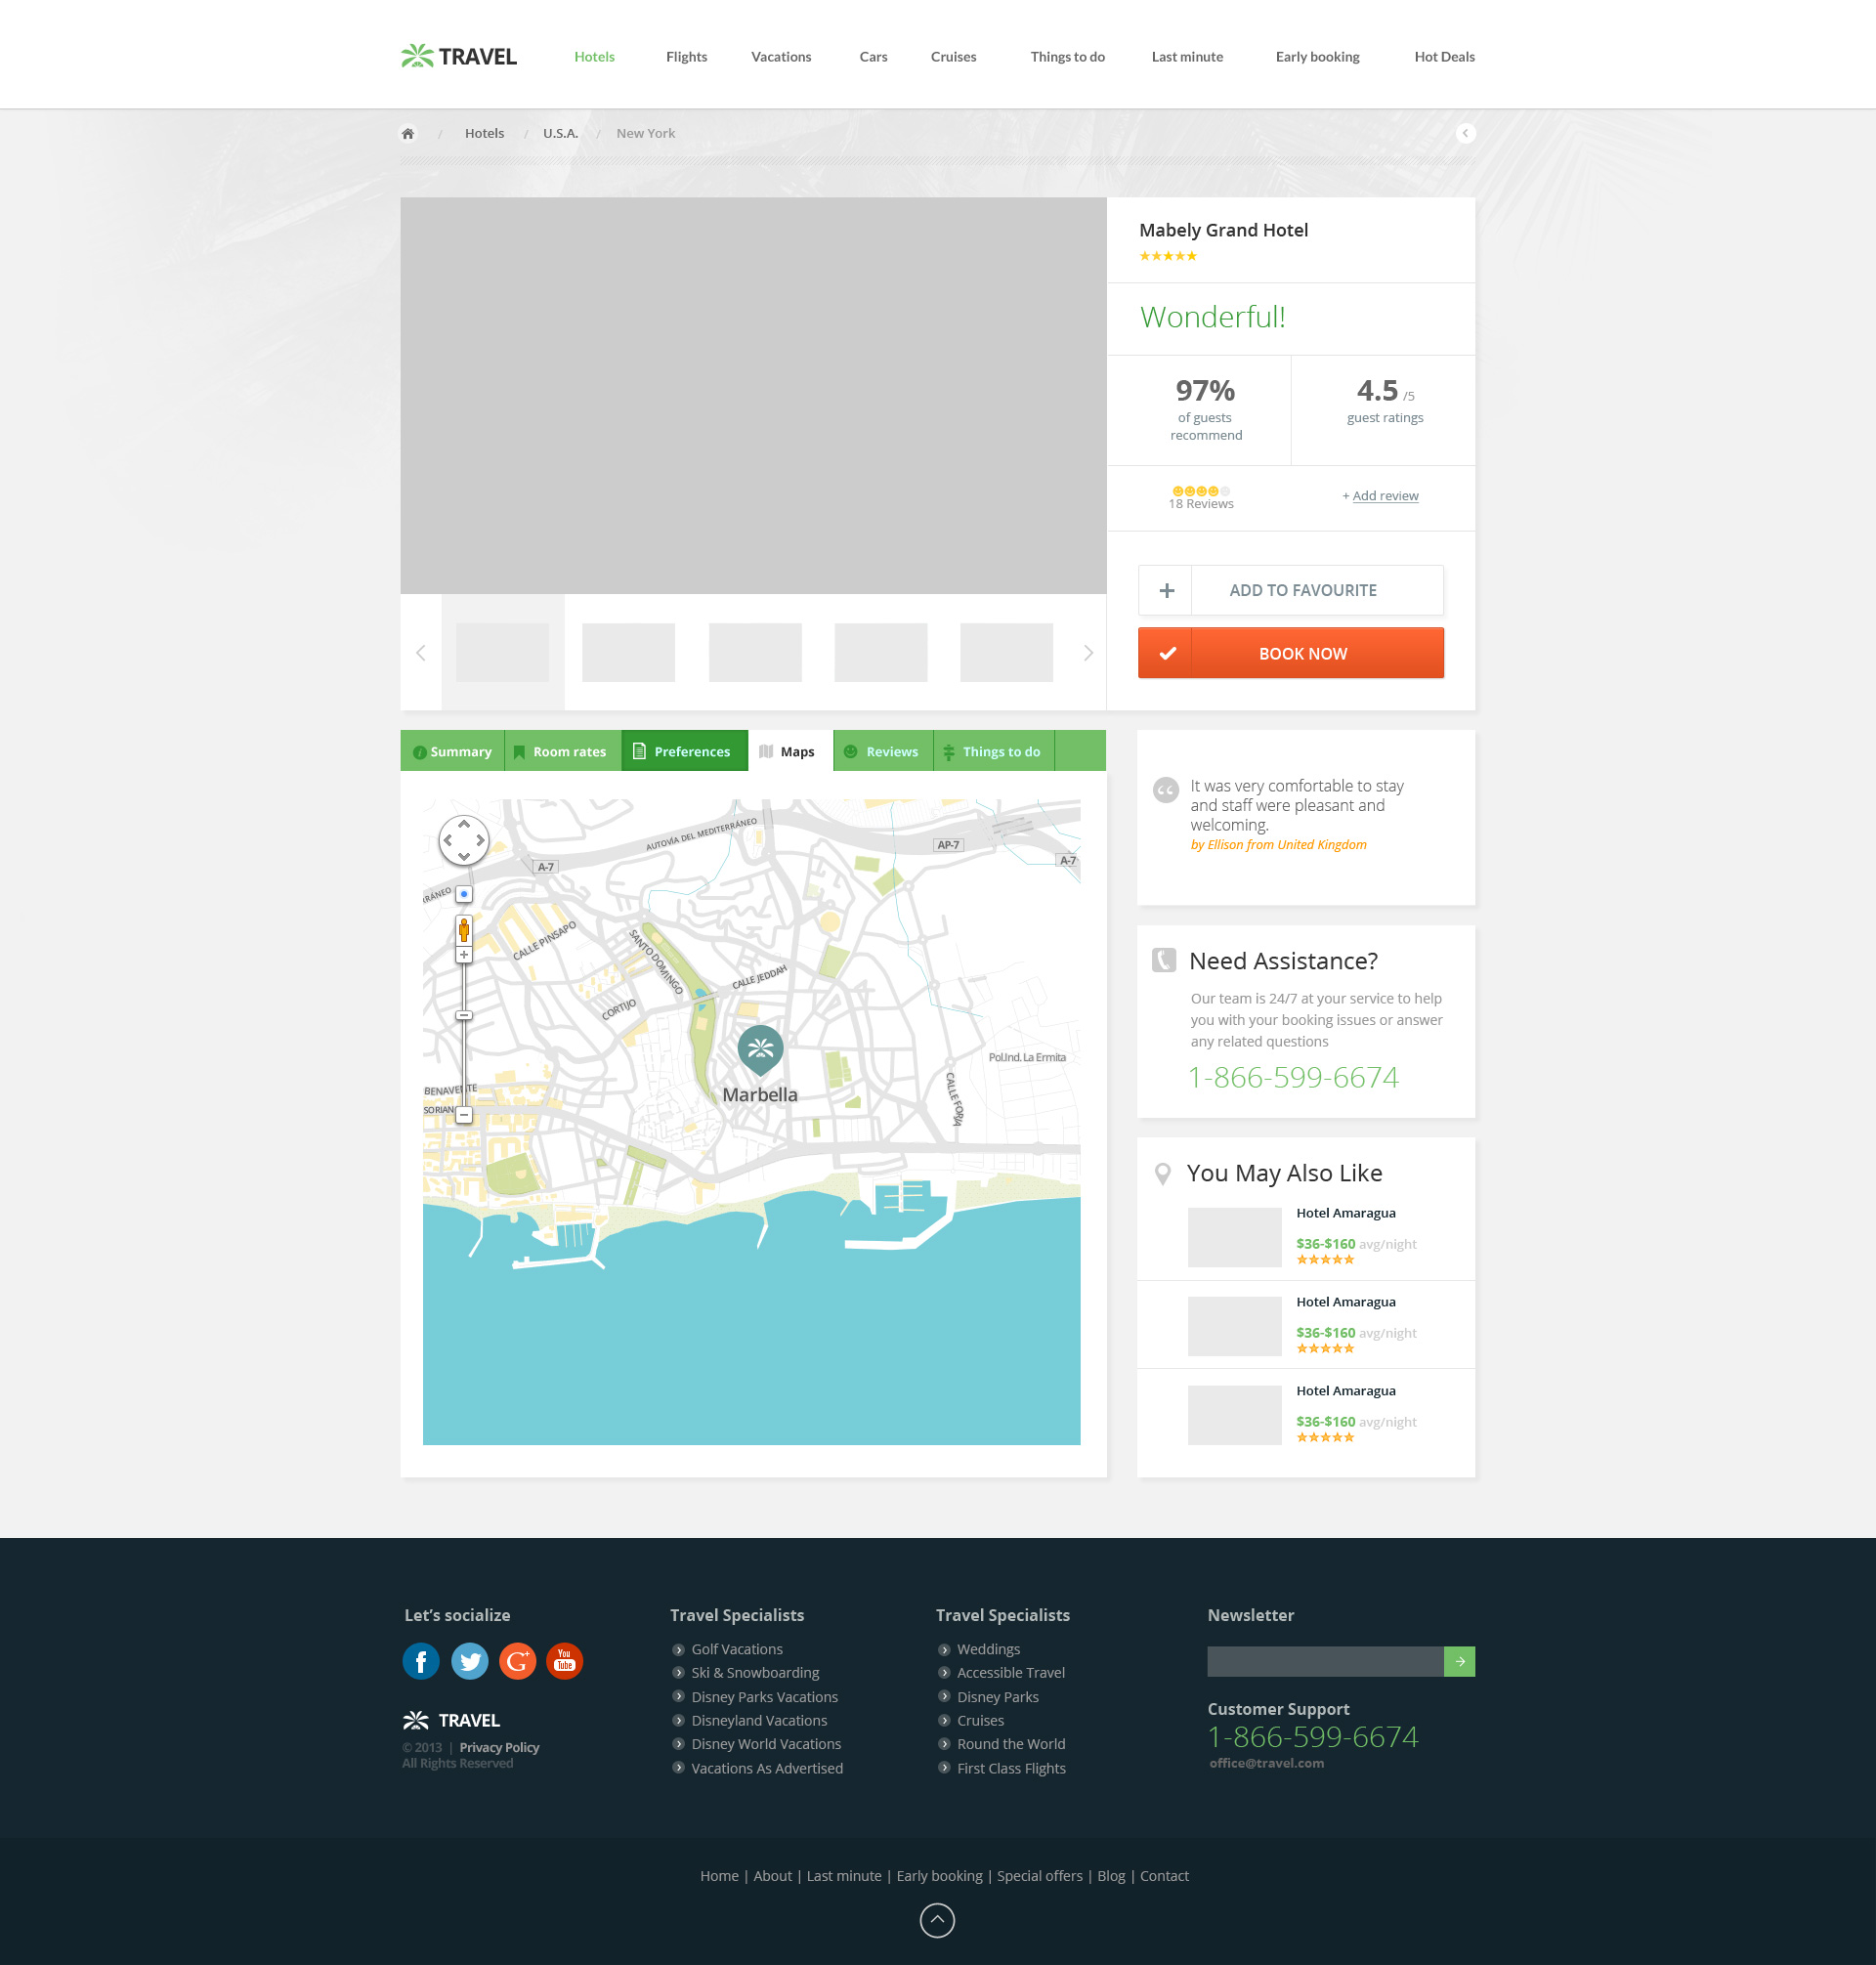 TRAVEL
Hotels Flights Vacations Cars Cruises Things to do Last minute Early booking Hot Deals
/ Hotels / U.S.A. / New York
Mabely Grand Hotel
Wonderful!
97%
of guests
recommend
4.5 /5
guest ratings
18 Reviews
+ Add review
ADD TO FAVOURITE
BOOK NOW
Summary Room rates Preferences Maps Reviews Things to do
AUTOVÍA DEL MEDITERRÁNEO
AP-7
A-7
A-7
RRÁNEO
CALLE PINSAPO
SANTO DOMINGO
CALLE JEDDAH
CORTIJO
Pol.Ind. La Ermita
BENAVENTE
Marbella
CALLE FORJA
SORIAN
It was very comfortable to stay
and staff were pleasant and
welcoming.
by Ellison from United Kingdom
Need Assistance?
Our team is 24/7 at your service to help
you with your booking issues or answer
any related questions
1-866-599-6674
You May Also Like
Hotel Amaragua
$36-$160 avg/night
Hotel Amaragua
$36-$160 avg/night
Hotel Amaragua
$36-$160 avg/night
Let's socialize
You
Tube
TRAVEL
© 2013 | Privacy Policy
All Rights Reserved
Travel Specialists
Golf Vacations
Ski & Snowboarding
Disney Parks Vacations
Disneyland Vacations
Disney World Vacations
Vacations As Advertised
Travel Specialists
Weddings
Accessible Travel
Disney Parks
Cruises
Round the World
First Class Flights
Newsletter
Customer Support
1-866-599-6674
office@travel.com
Home | About | Last minute | Early booking | Special offers | Blog | Contact